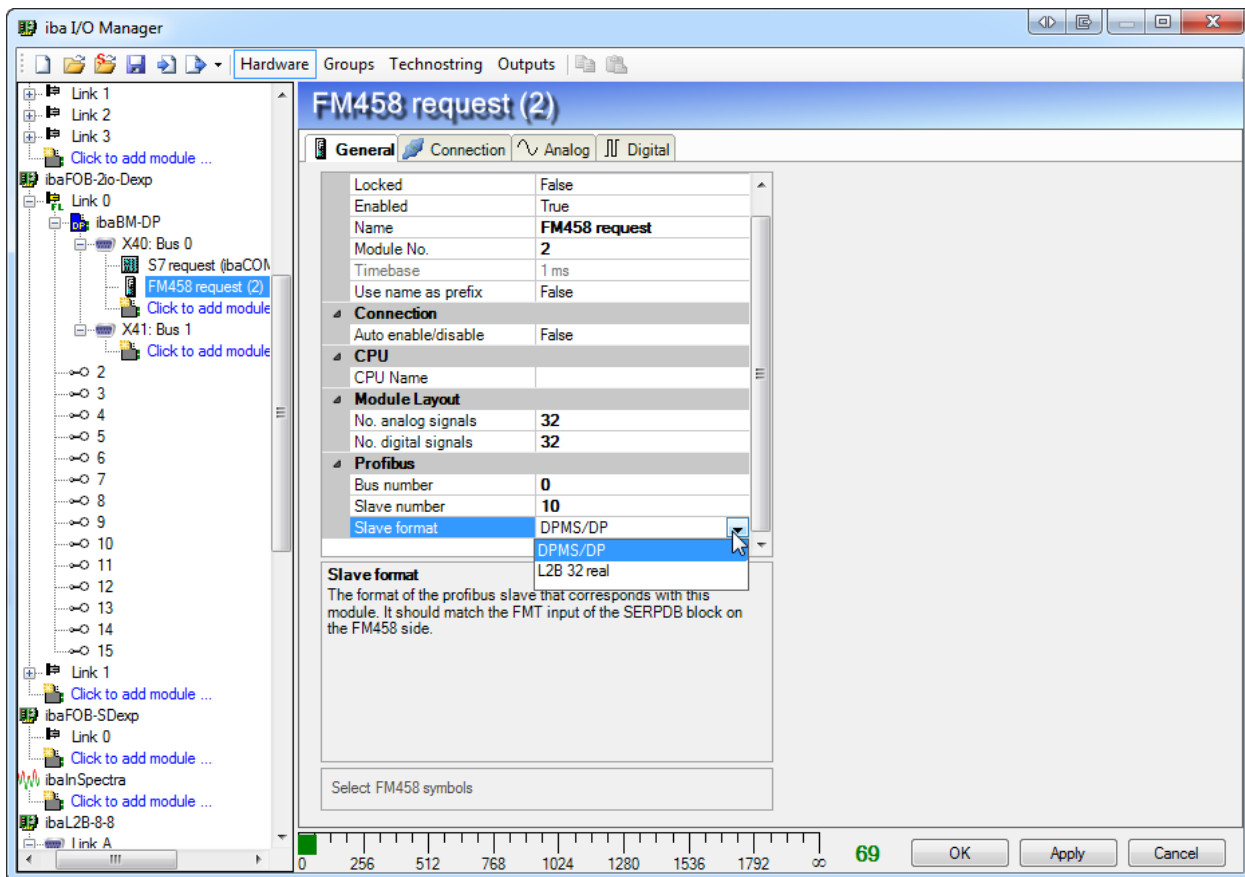 iba I/O Manager
Hardware Groups Technostring Outputs
Link 1
Link 2
Link 3
Click to add module ...
ibaFOB-2io-Dexp
Link 0
ibaBM-DP
X40: Bus 0
S7 request (ibaCON
FM458 request (2)
Click to add module
X41: Bus 1
Click to add module
2
3
4
5
6
7
8
9
10
11
12
13
14
15
Link 1
Click to add module ...
ibaFOB-SDexp
Link 0
Click to add module ...
ibaInSpectra
Click to add module ...
ibaL2B-8-8
Link A
FM458 request (2)
General Connection Analog Digital
Locked False
Enabled True
Name FM458 request
Module No. 2
Timebase 1 ms
Use name as prefix False
Connection
Auto enable/disable False
CPU
CPU Name
Module Layout
No. analog signals 32
No. digital signals 32
Profibus
Bus number 0
Slave number 10
Slave format DPMS/DP
DPMS/DP
L2B 32 real
Slave format
The format of the profibus slave that corresponds with this
module. It should match the FMT input of the SERPDB block on
the FM458 side.
Select FM458 symbols
0 256 512 768 1024 1280 1536 1792 ∞ 69 OK Apply Cancel